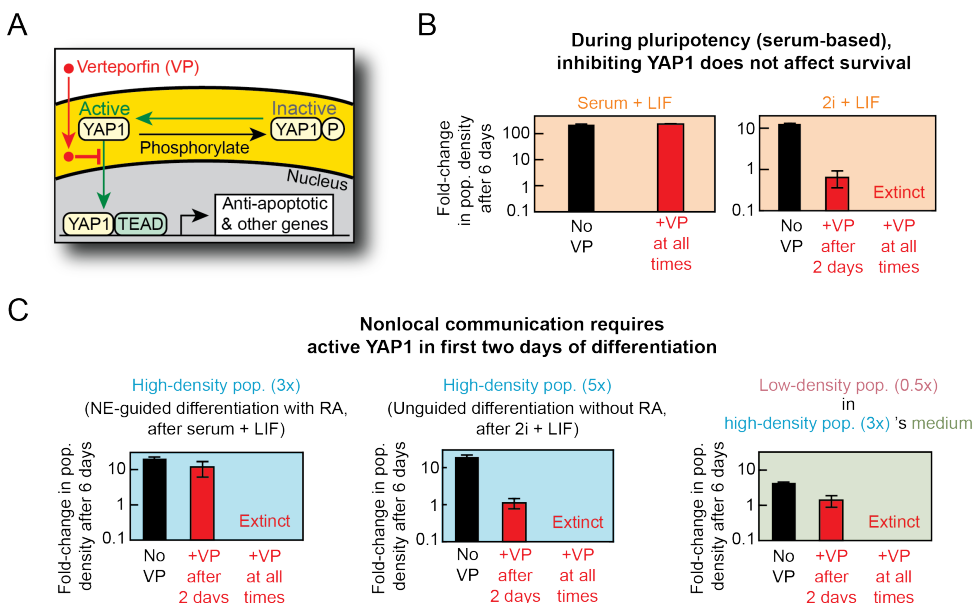 A
Verteporfin (VP)
Active
Inactive
YAP1
YAP1 P
Phosphorylate
Nucleus
YAP1 TEAD
Anti-apoptotic
& other genes
B
During pluripotency (serum-based),
inhibiting YAP1 does not affect survival
Serum + LIF
Fold-change
in pop. density
after 6 days
100
10
1
0.1
No
VP
+VP
at all
times
2i + LIF
10
1
0.1
Extinct
No
VP
+VP
after
2 days
+VP
at all
times
C
Nonlocal communication requires
active YAP1 in first two days of differentiation
High-density pop. (3x)
(NE-guided differentiation with RA,
after serum + LIF)
Fold-change in pop.
density after 6 days
10
1
0.1
Extinct
No
VP
+VP
after
2 days
+VP
at all
times
High-density pop. (5x)
(Unguided differentiation without RA,
after 2i + LIF)
Fold-change in pop.
density after 6 days
10
1
0.1
Extinct
No
VP
+VP
after
2 days
+VP
at all
times
Low-density pop. (0.5x)
in
high-density pop. (3x) 's medium
Fold-change in pop.
density after 6 days
10
1
0.1
Extinct
No
VP
+VP
after
2 days
+VP
at all
times